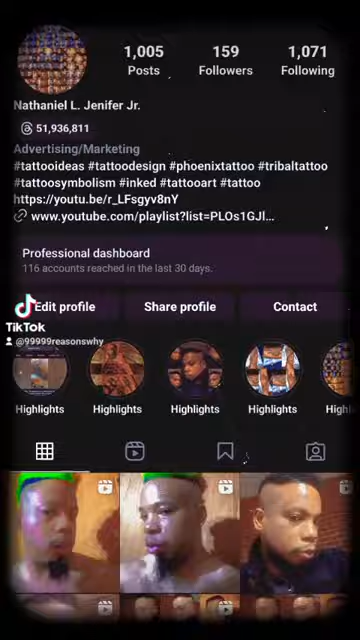 1,005 159 1,071
Posts Followers Following
Nathaniel L. Jenifer Jr.
51,936,811
Advertising/Marketing
#tattooideas #tattoodesign #phoenixtattoo #tribaltattoo
#tattoosymbolism #inked #tattooart #tattoo
https://youtu.be/r_LFsgyv8nY
www.youtube.com/playlist?list=PLOs1GJl...
Professional dashboard
116 accounts reached in the last 30 days.
Edit profile Share profile Contact
TikTok
@99999reasonswhy
Highlights Highlights Highlights Highlights Highlights